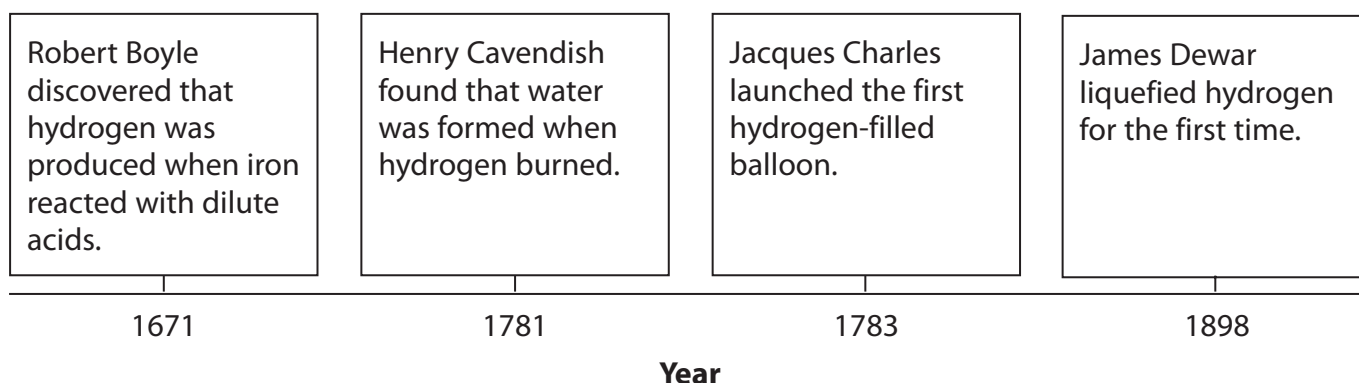 Robert Boyle
discovered that
hydrogen was
produced when iron
reacted with dilute
acids.
Henry Cavendish
found that water
was formed when
hydrogen burned.
Jacques Charles
launched the first
hydrogen-filled
balloon.
James Dewar
liquefied hydrogen
for the first time.
1671
1781
1783
1898
Year